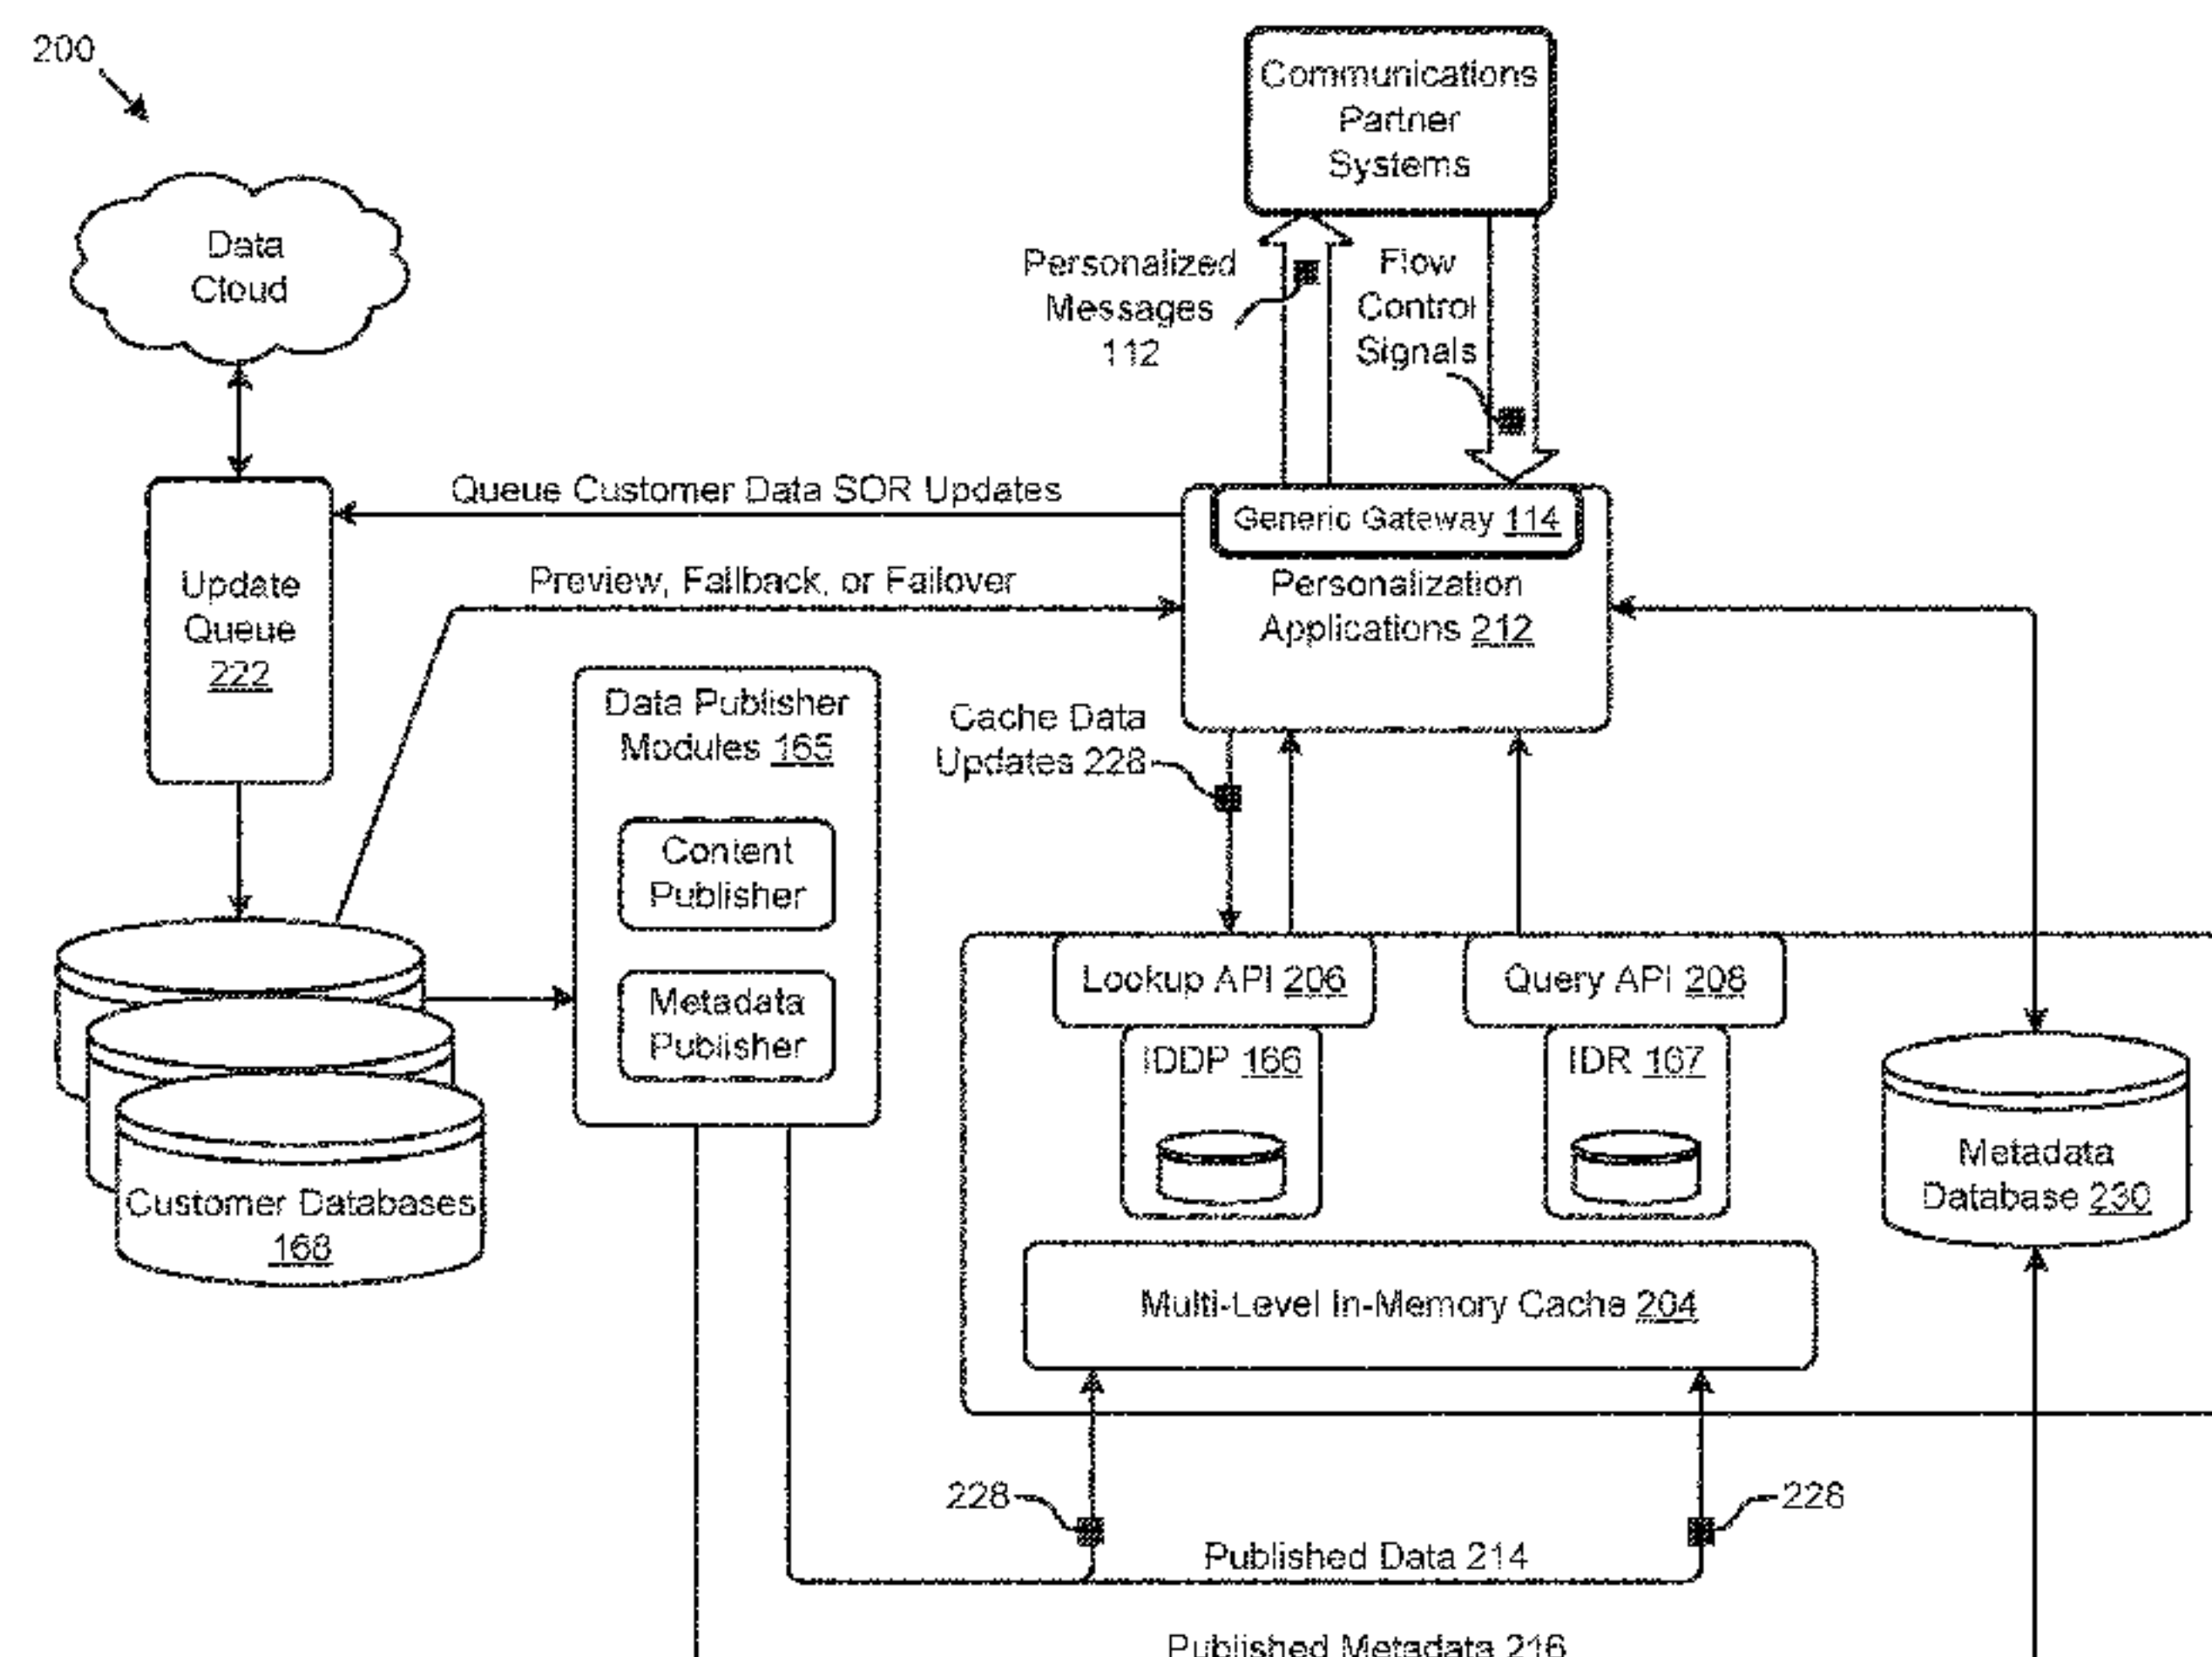 200
Communications
Partner
Systems
Data
Cloud
Personalized
Messages
112
Flow
Control
Signals
Queue Customer Data SOR Updates
Generic Gateway 114
Preview, Fallback, or Failover
Personalization
Applications 212
Update
Queue
222
Data Publisher
Modules 165
Cache Data
Updates 228
Content
Publisher
Lookup API 206
Query API 208
Metadata
Publisher
IDDP 166
IDR 167
Metadata
Database 230
Customer Databases
168
Multi-Level In-Memory Cache 204
228
228
Published Data 214
Published Metadata 216